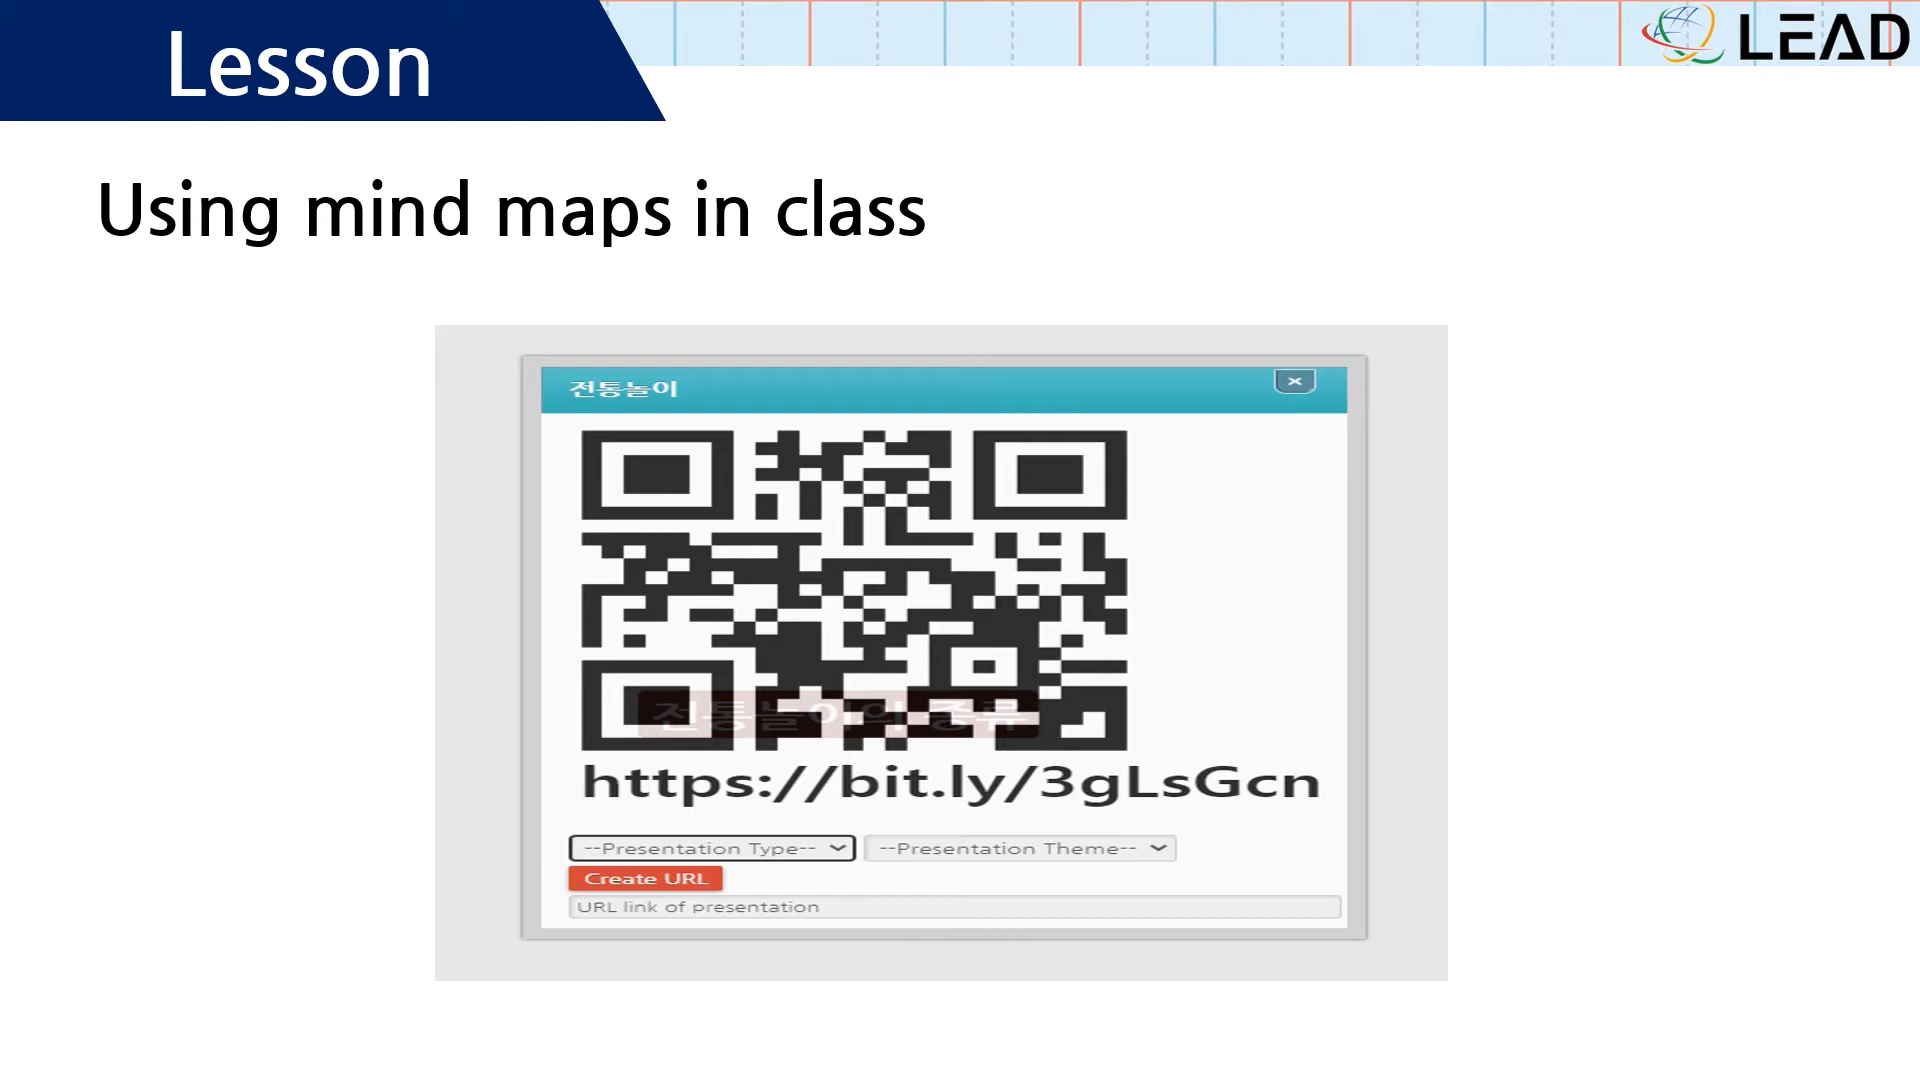 Lesson
LEAD
Using mind maps in class
전통놀이
전통놀이의 종류
https://bit.ly/3gLsGcn
--Presentation Type-- --Presentation Theme--
Create URL
URL link of presentation